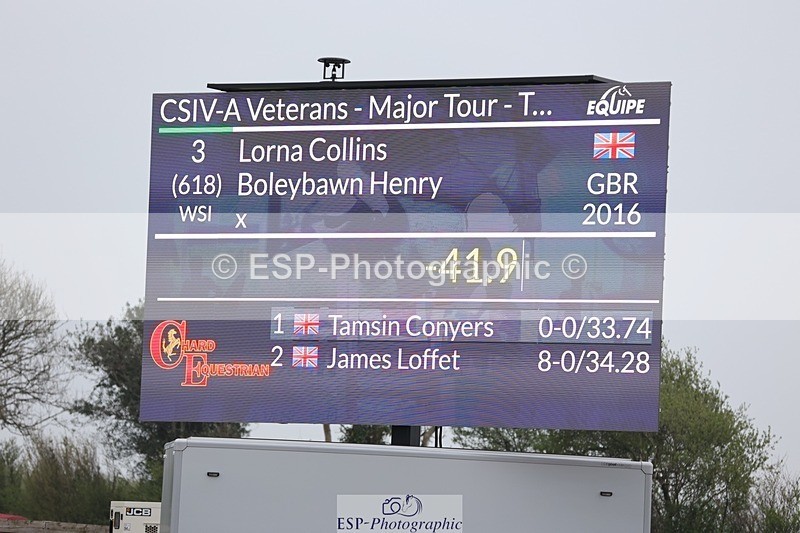 CSIV-A Veterans - Major Tour - T...
EQUIPE
3 Lorna Collins
(618) Boleybawn Henry GBR
WSI x 2016
-41.9
© ESP-Photographic ©
1 Tamsin Conyers 0-0/33.74
2 James Loffet 8-0/34.28
CHARD
EQUESTRIAN
JCB
ESP-Photographic